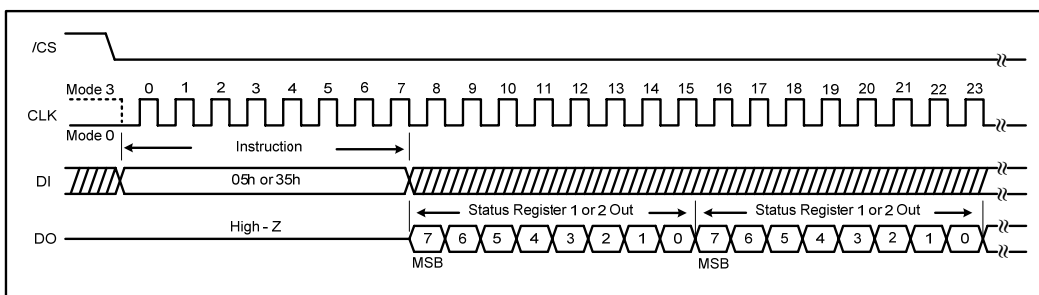 /CS
Mode 3 0 1 2 3 4 5 6 7 8 9 10 11 12 13 14 15 16 17 18 19 20 21 22 23
CLK
Mode 0
Instruction
DI 05h or 35h
Status Register 1 or 2 Out Status Register 1 or 2 Out
High - Z
DO 7 6 5 4 3 2 1 0 7 6 5 4 3 2 1 0
MSB MSB